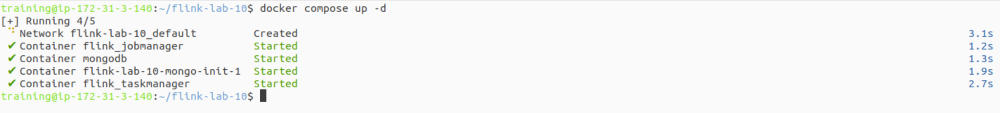 training@ip-172-31-3-140:~/flink-lab-10$ docker compose up -d
[+] Running 4/5
⠙ Network flink-lab-10_default Created 3.1s
✔ Container flink_jobmanager Started 1.2s
✔ Container mongodb Started 1.3s
✔ Container flink-lab-10-mongo-init-1 Started 1.9s
✔ Container flink_taskmanager Started 2.7s
training@ip-172-31-3-140:~/flink-lab-10$